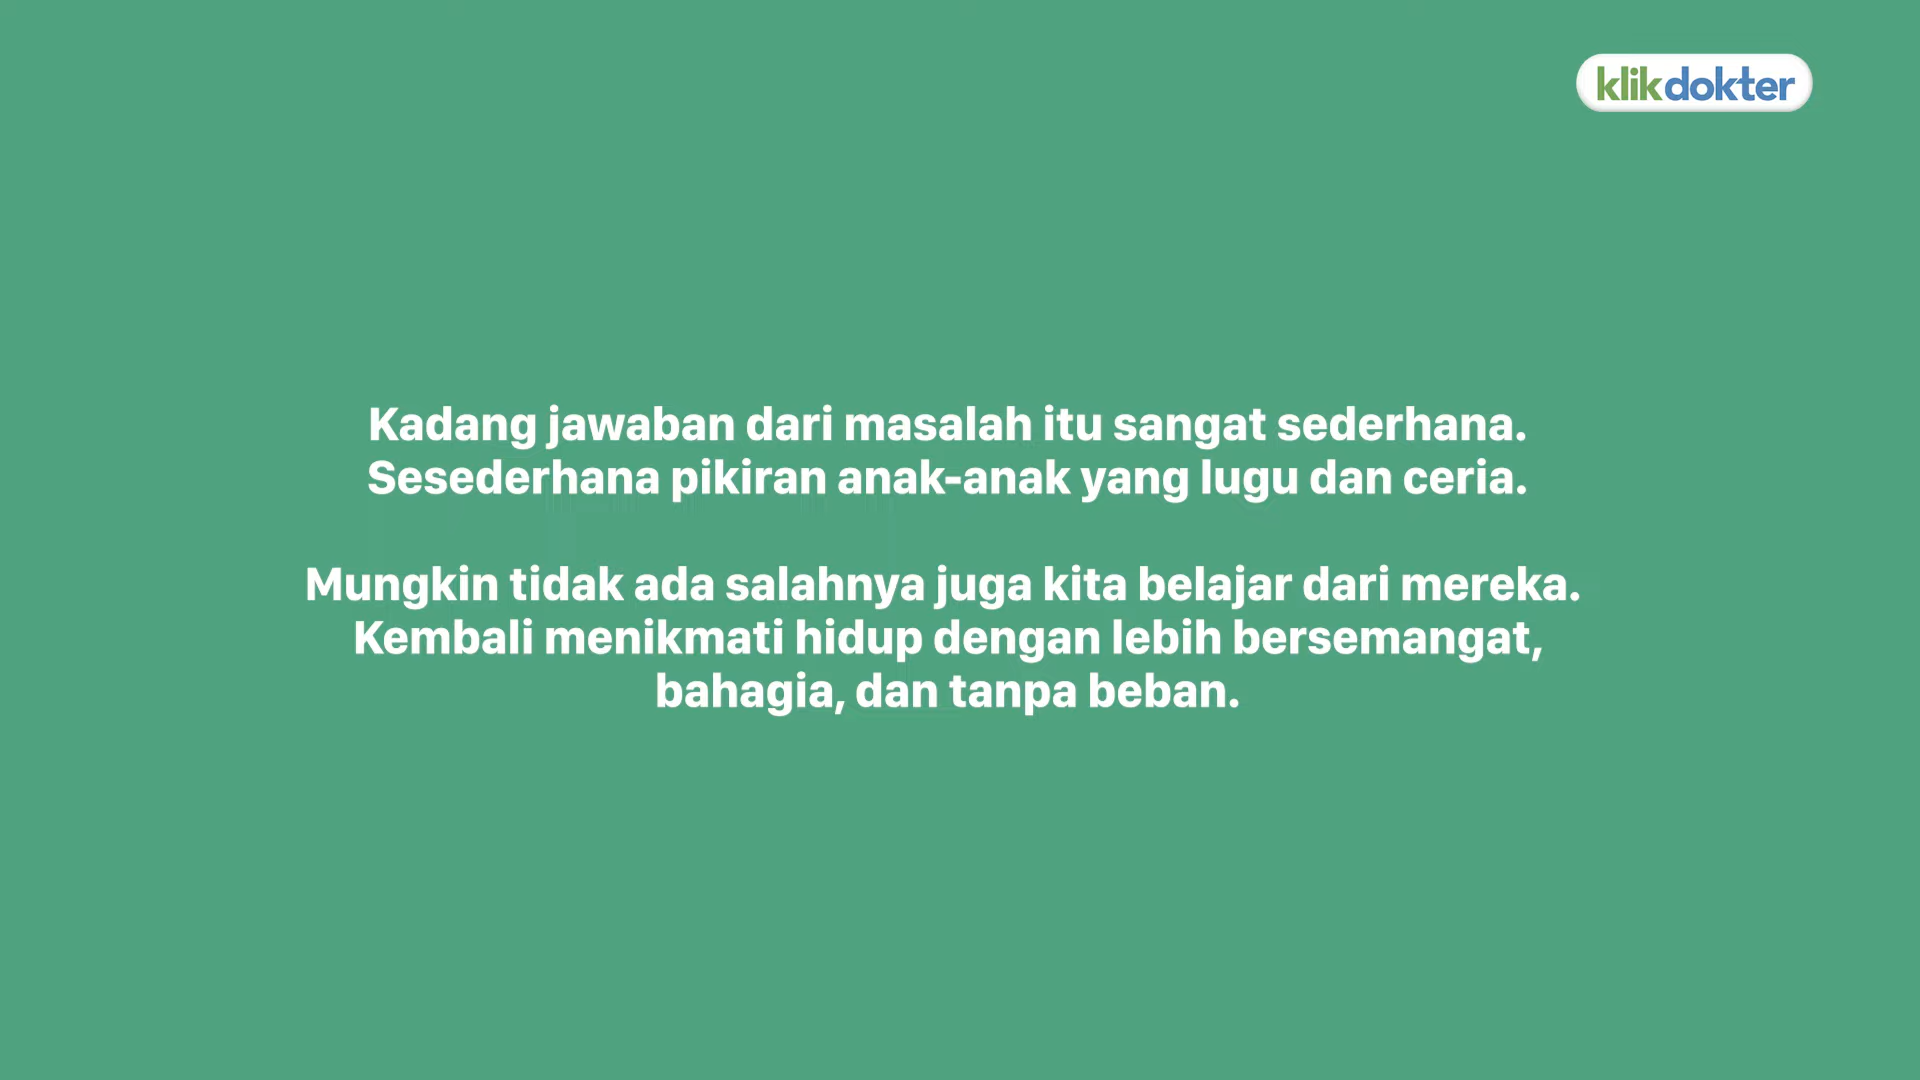 klikdokter
Kadang jawaban dari masalah itu sangat sederhana.
Sesederhana pikiran anak-anak yang lugu dan ceria.
Mungkin tidak ada salahnya juga kita belajar dari mereka.
Kembali menikmati hidup dengan lebih bersemangat,
bahagia, dan tanpa beban.